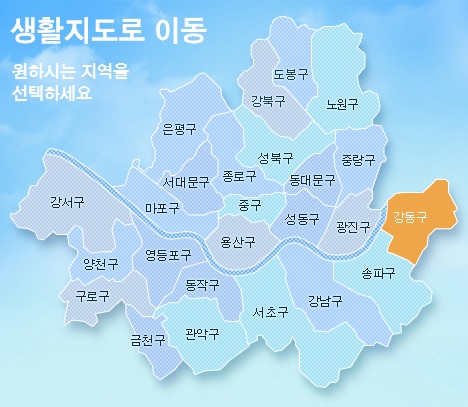 생활지도로 이동
원하시는 지역을
선택하세요
도봉구
강북구
노원구
은평구
성북구
중랑구
서대문구
종로구
동대문구
강서구
마포구
중구
성동구
광진구
강동구
용산구
양천구
영등포구
송파구
동작구
구로구
강남구
서초구
금천구
관악구